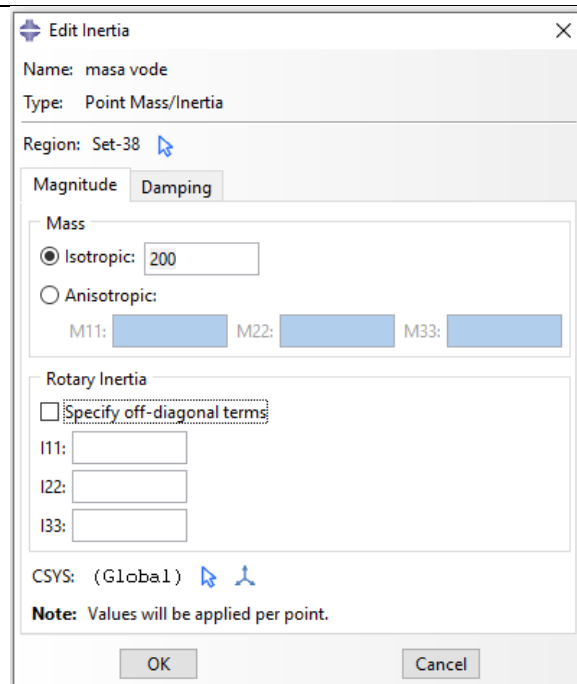 Edit Inertia
Name: masa vode
Type: Point Mass/Inertia
Region: Set-38
Magnitude Damping
Mass
Isotropic: 200
Anisotropic:
M11: M22: M33:
Rotary Inertia
Specify off-diagonal terms
I11:
I22:
I33:
CSYS: (Global)
Note: Values will be applied per point.
OK Cancel